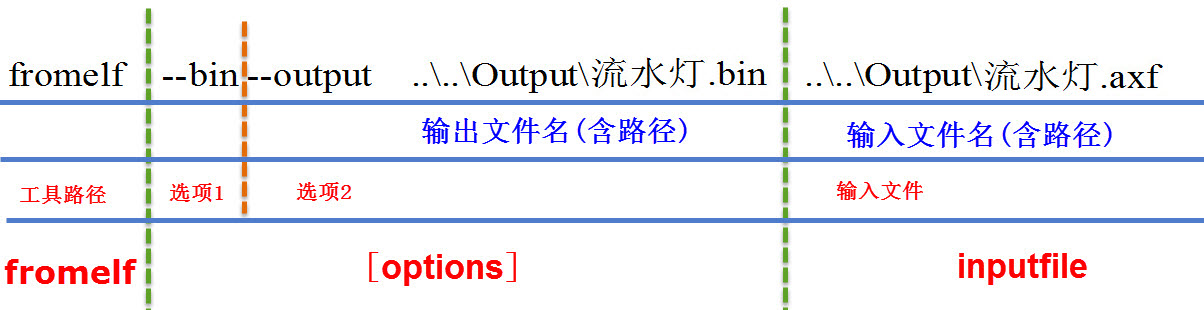 fromelf --bin --output ..\..\Output\流水灯.bin ..\..\Output\流水灯.axf
输出文件名(含路径) 输入文件名(含路径)
工具路径 选项1 选项2 输入文件
fromelf [options] inputfile